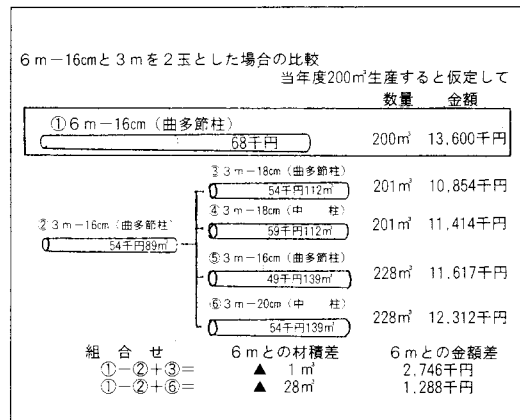 6m-16cmと3mを2玉とした場合の比較
当年度200㎥生産すると仮定して
数量 金額
①6m-16cm(曲多節柱)
68千円 200㎥ 13,600千円
③3m-18cm(曲多節柱)
54千円112㎥ 201㎥ 10,854千円
④3m-18cm(中 柱)
②3m-16cm(曲多節柱) 59千円112㎥ 201㎥ 11,414千円
54千円89㎥
⑤3m-16cm(曲多節柱)
49千円139㎥ 228㎥ 11,617千円
⑥3m-20cm(中 柱)
54千円139㎥ 228㎥ 12,312千円
組合せ 6mとの材積差 6mとの金額差
①-②+③= ▲ 1㎥ 2,746千円
①-②+⑥= ▲ 28㎥ 1,288千円